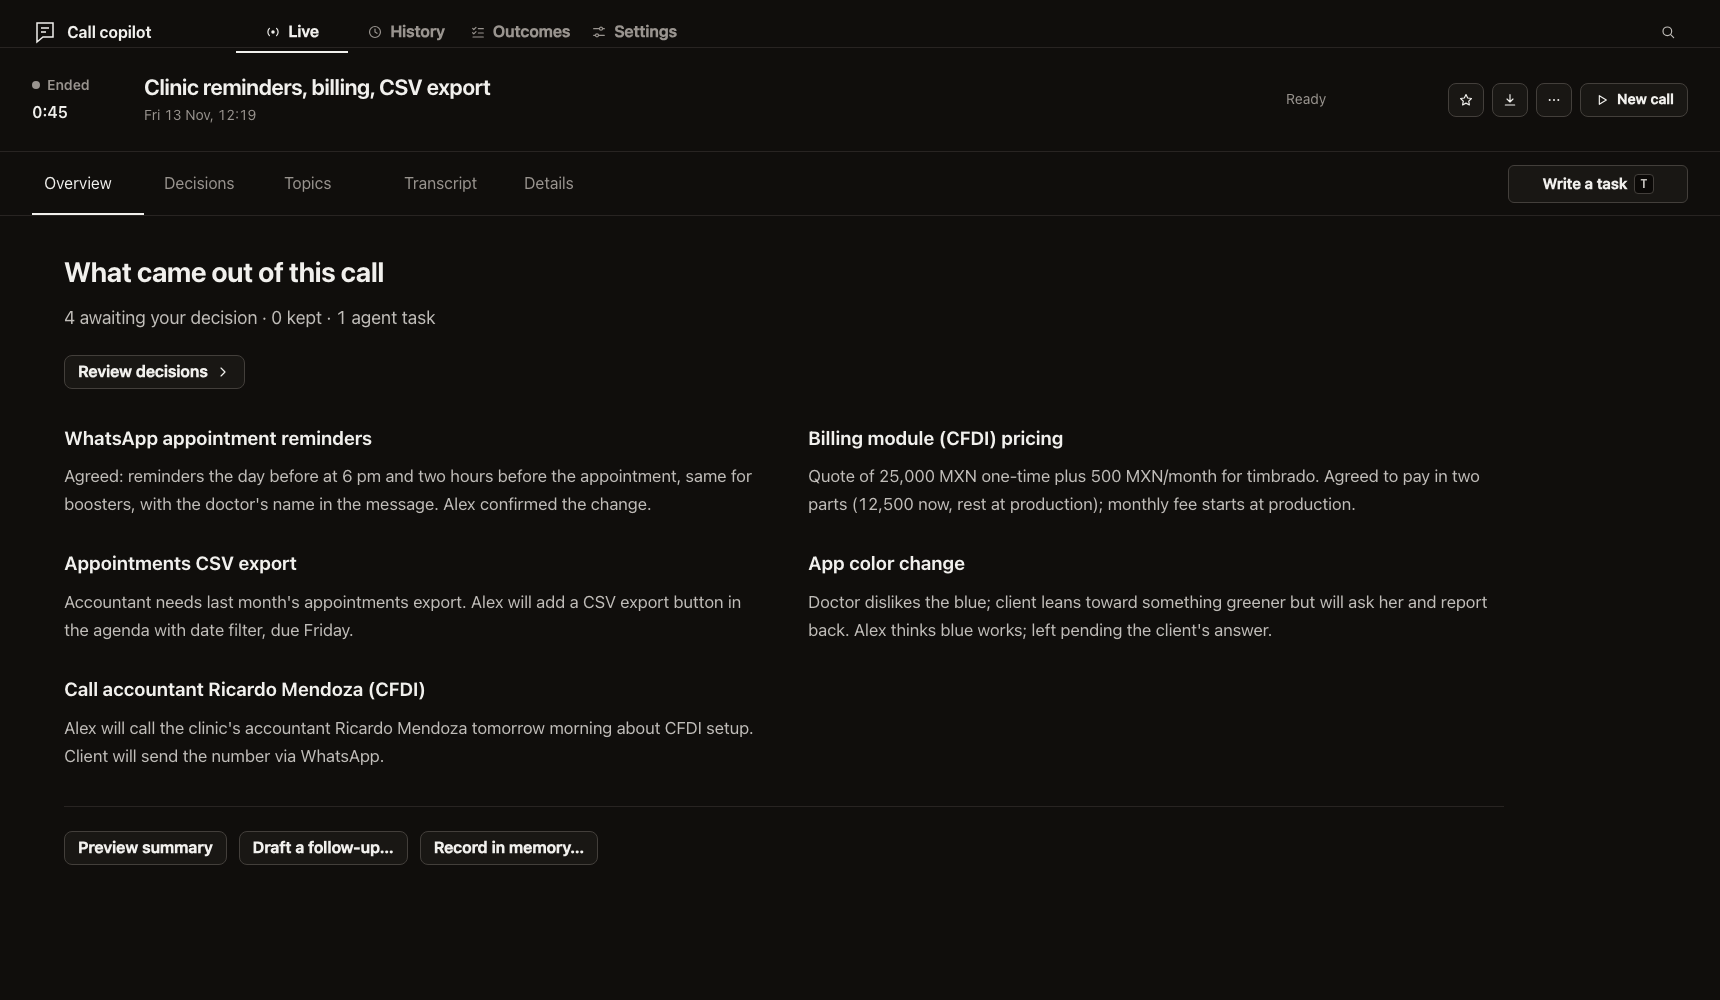 Call copilot
Live
History
Outcomes
Settings
Ended
0:45
Clinic reminders, billing, CSV export
Fri 13 Nov, 12:19
Ready
New call
Overview
Decisions
Topics
Transcript
Details
Write a task T
What came out of this call
4 awaiting your decision · 0 kept · 1 agent task
Review decisions
WhatsApp appointment reminders
Agreed: reminders the day before at 6 pm and two hours before the appointment, same for
boosters, with the doctor's name in the message. Alex confirmed the change.
Billing module (CFDI) pricing
Quote of 25,000 MXN one-time plus 500 MXN/month for timbrado. Agreed to pay in two
parts (12,500 now, rest at production); monthly fee starts at production.
Appointments CSV export
Accountant needs last month's appointments export. Alex will add a CSV export button in
the agenda with date filter, due Friday.
App color change
Doctor dislikes the blue; client leans toward something greener but will ask her and report
back. Alex thinks blue works; left pending the client's answer.
Call accountant Ricardo Mendoza (CFDI)
Alex will call the clinic's accountant Ricardo Mendoza tomorrow morning about CFDI setup.
Client will send the number via WhatsApp.
Preview summary
Draft a follow-up...
Record in memory...